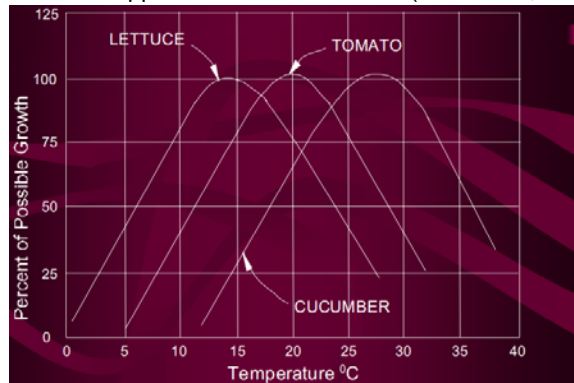 125
LETTUCE
TOMATO
100
75
50
25
0
CUCUMBER
0 5 10 15 20 25 30 35 40
Percent of Possible Growth
Temperature ⁰C